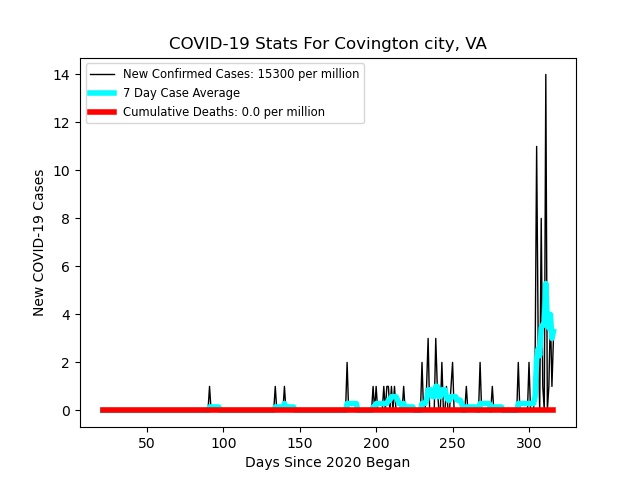 COVID-19 Stats For Covington city, VA
New Confirmed Cases: 15300 per million
7 Day Case Average
Cumulative Deaths: 0.0 per million
New COVID-19 Cases
14
12
10
8
6
4
2
0
50 100 150 200 250 300
Days Since 2020 Began